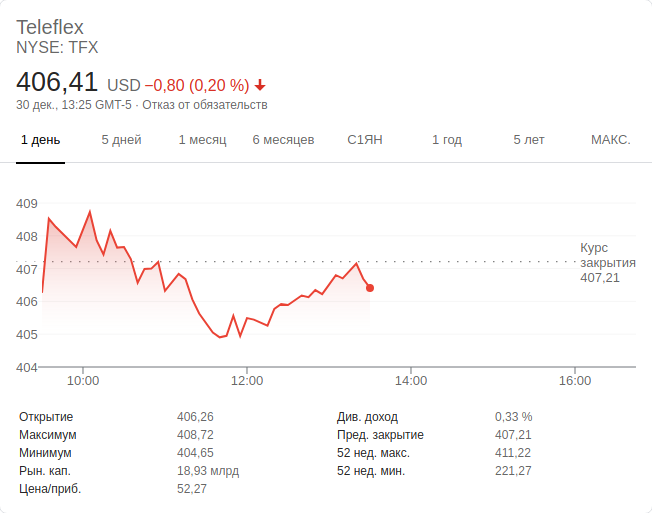 Teleflex
NYSE: TFX
406,41 USD −0,80 (0,20 %)
30 дек., 13:25 GMT-5 · Отказ от обязательств
1 день 5 дней 1 месяц 6 месяцев С1ЯН 1 год 5 лет МАКС.
409
408
407
406
405
404
Курс
закрытия
407,21
10:00 12:00 14:00 16:00
Открытие 406,26 Див. доход 0,33 %
Максимум 408,72 Пред. закрытие 407,21
Минимум 404,65 52 нед. макс. 411,22
Рын. кап. 18,93 млрд 52 нед. мин. 221,27
Цена/приб. 52,27